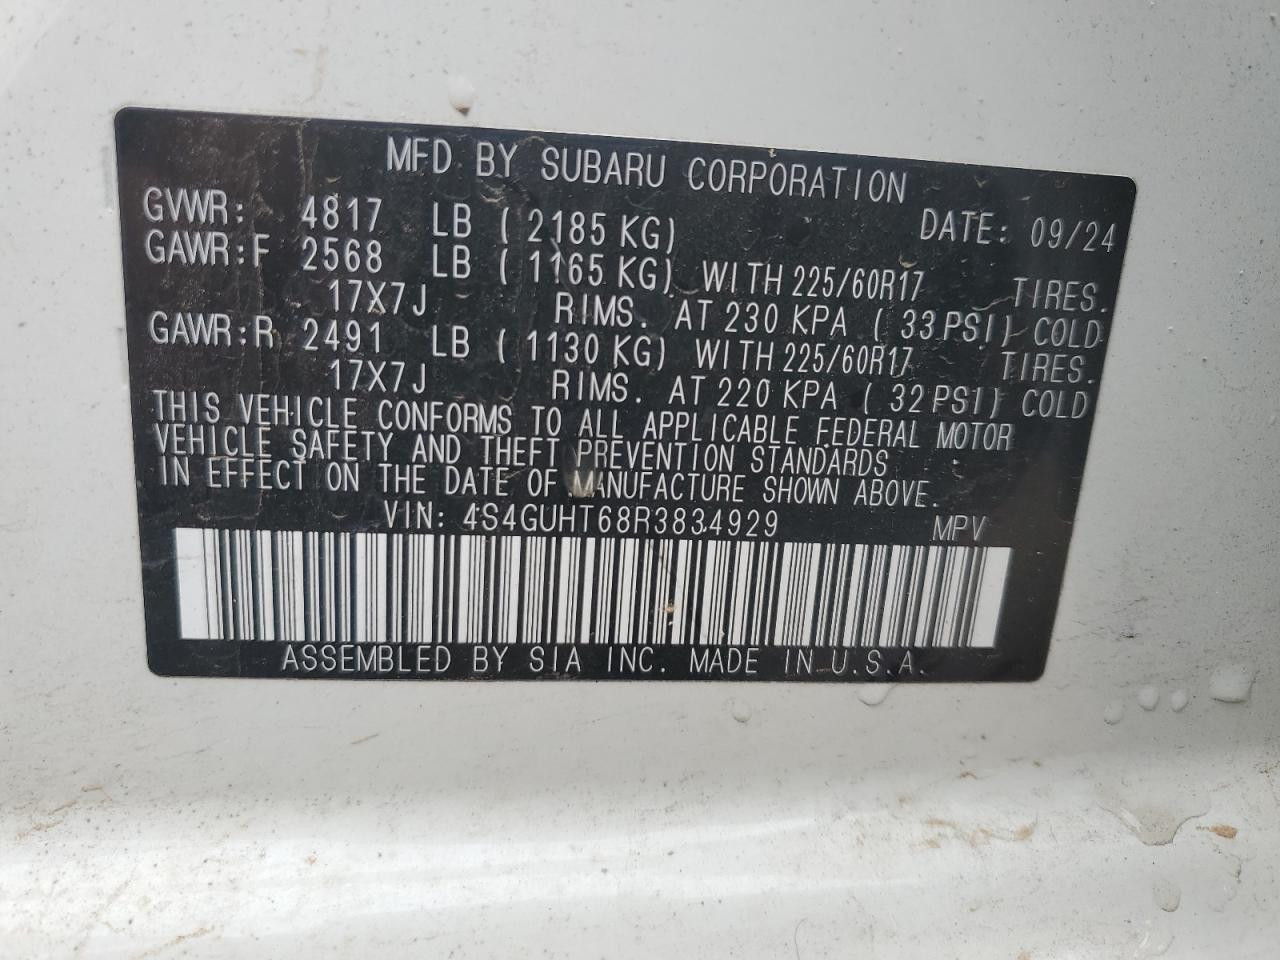 MFD BY SUBARU CORPORATION
GVWR: 4817 LB ( 2185 KG) DATE: 09/24
GAWR:F 2568 LB ( 1165 KG) WITH 225/60R17 TIRES.
17X7J RIMS. AT 230 KPA ( 33 PSI) COLD
GAWR:R 2491 LB ( 1130 KG) WITH 225/60R17 TIRES.
17X7J RIMS. AT 220 KPA ( 32 PSI) COLD
THIS VEHICLE CONFORMS TO ALL APPLICABLE FEDERAL MOTOR
VEHICLE SAFETY AND THEFT PREVENTION STANDARDS
IN EFFECT ON THE DATE OF MANUFACTURE SHOWN ABOVE.
VIN: 4S4GUHT68R3834929 MPV
ASSEMBLED BY SIA INC. MADE IN U.S.A.